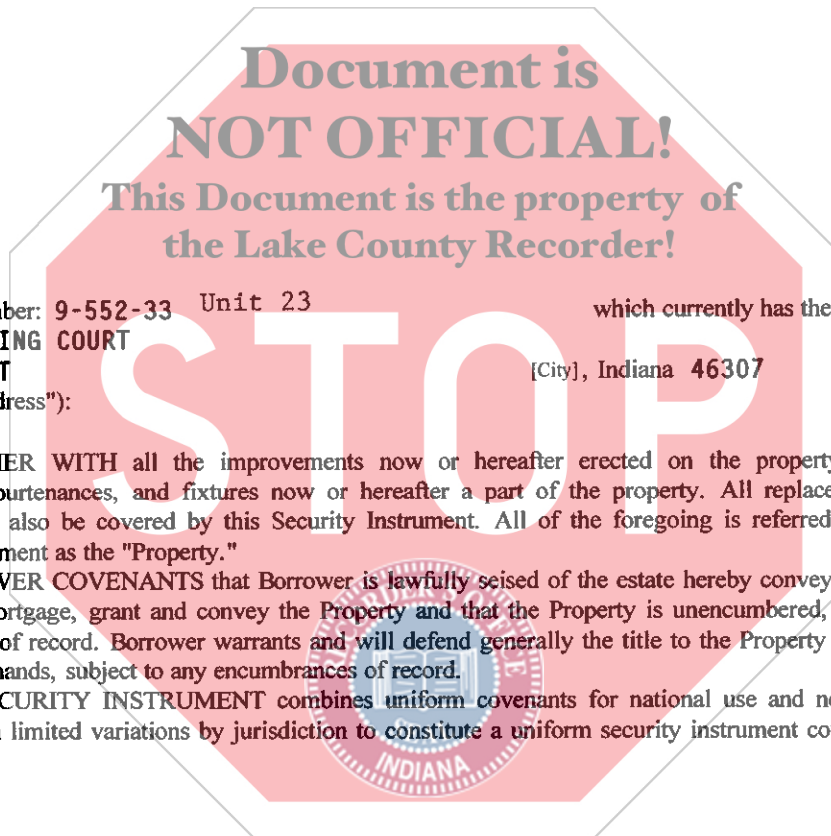 Document is
NOT OFFICIAL!
This Document is the property of
the Lake County Recorder!
ber: 9-552-33 Unit 23 which currently has the
ING COURT
T [City], Indiana 46307
dress"):
STOP
ER WITH all the improvements now or hereafter erected on the property
ourtenances, and fixtures now or hereafter a part of the property. All replace
also be covered by this Security Instrument. All of the foregoing is referred
ment as the "Property."
VER COVENANTS that Borrower is lawfully seised of the estate hereby convey
ortgage, grant and convey the Property and that the Property is unencumbered,
of record. Borrower warrants and will defend generally the title to the Property
ands, subject to any encumbrances of record.
CURITY INSTRUMENT combines uniform covenants for national use and no
limited variations by jurisdiction to constitute a uniform security instrument co
RECORDER'S OFFICE
INDIANA